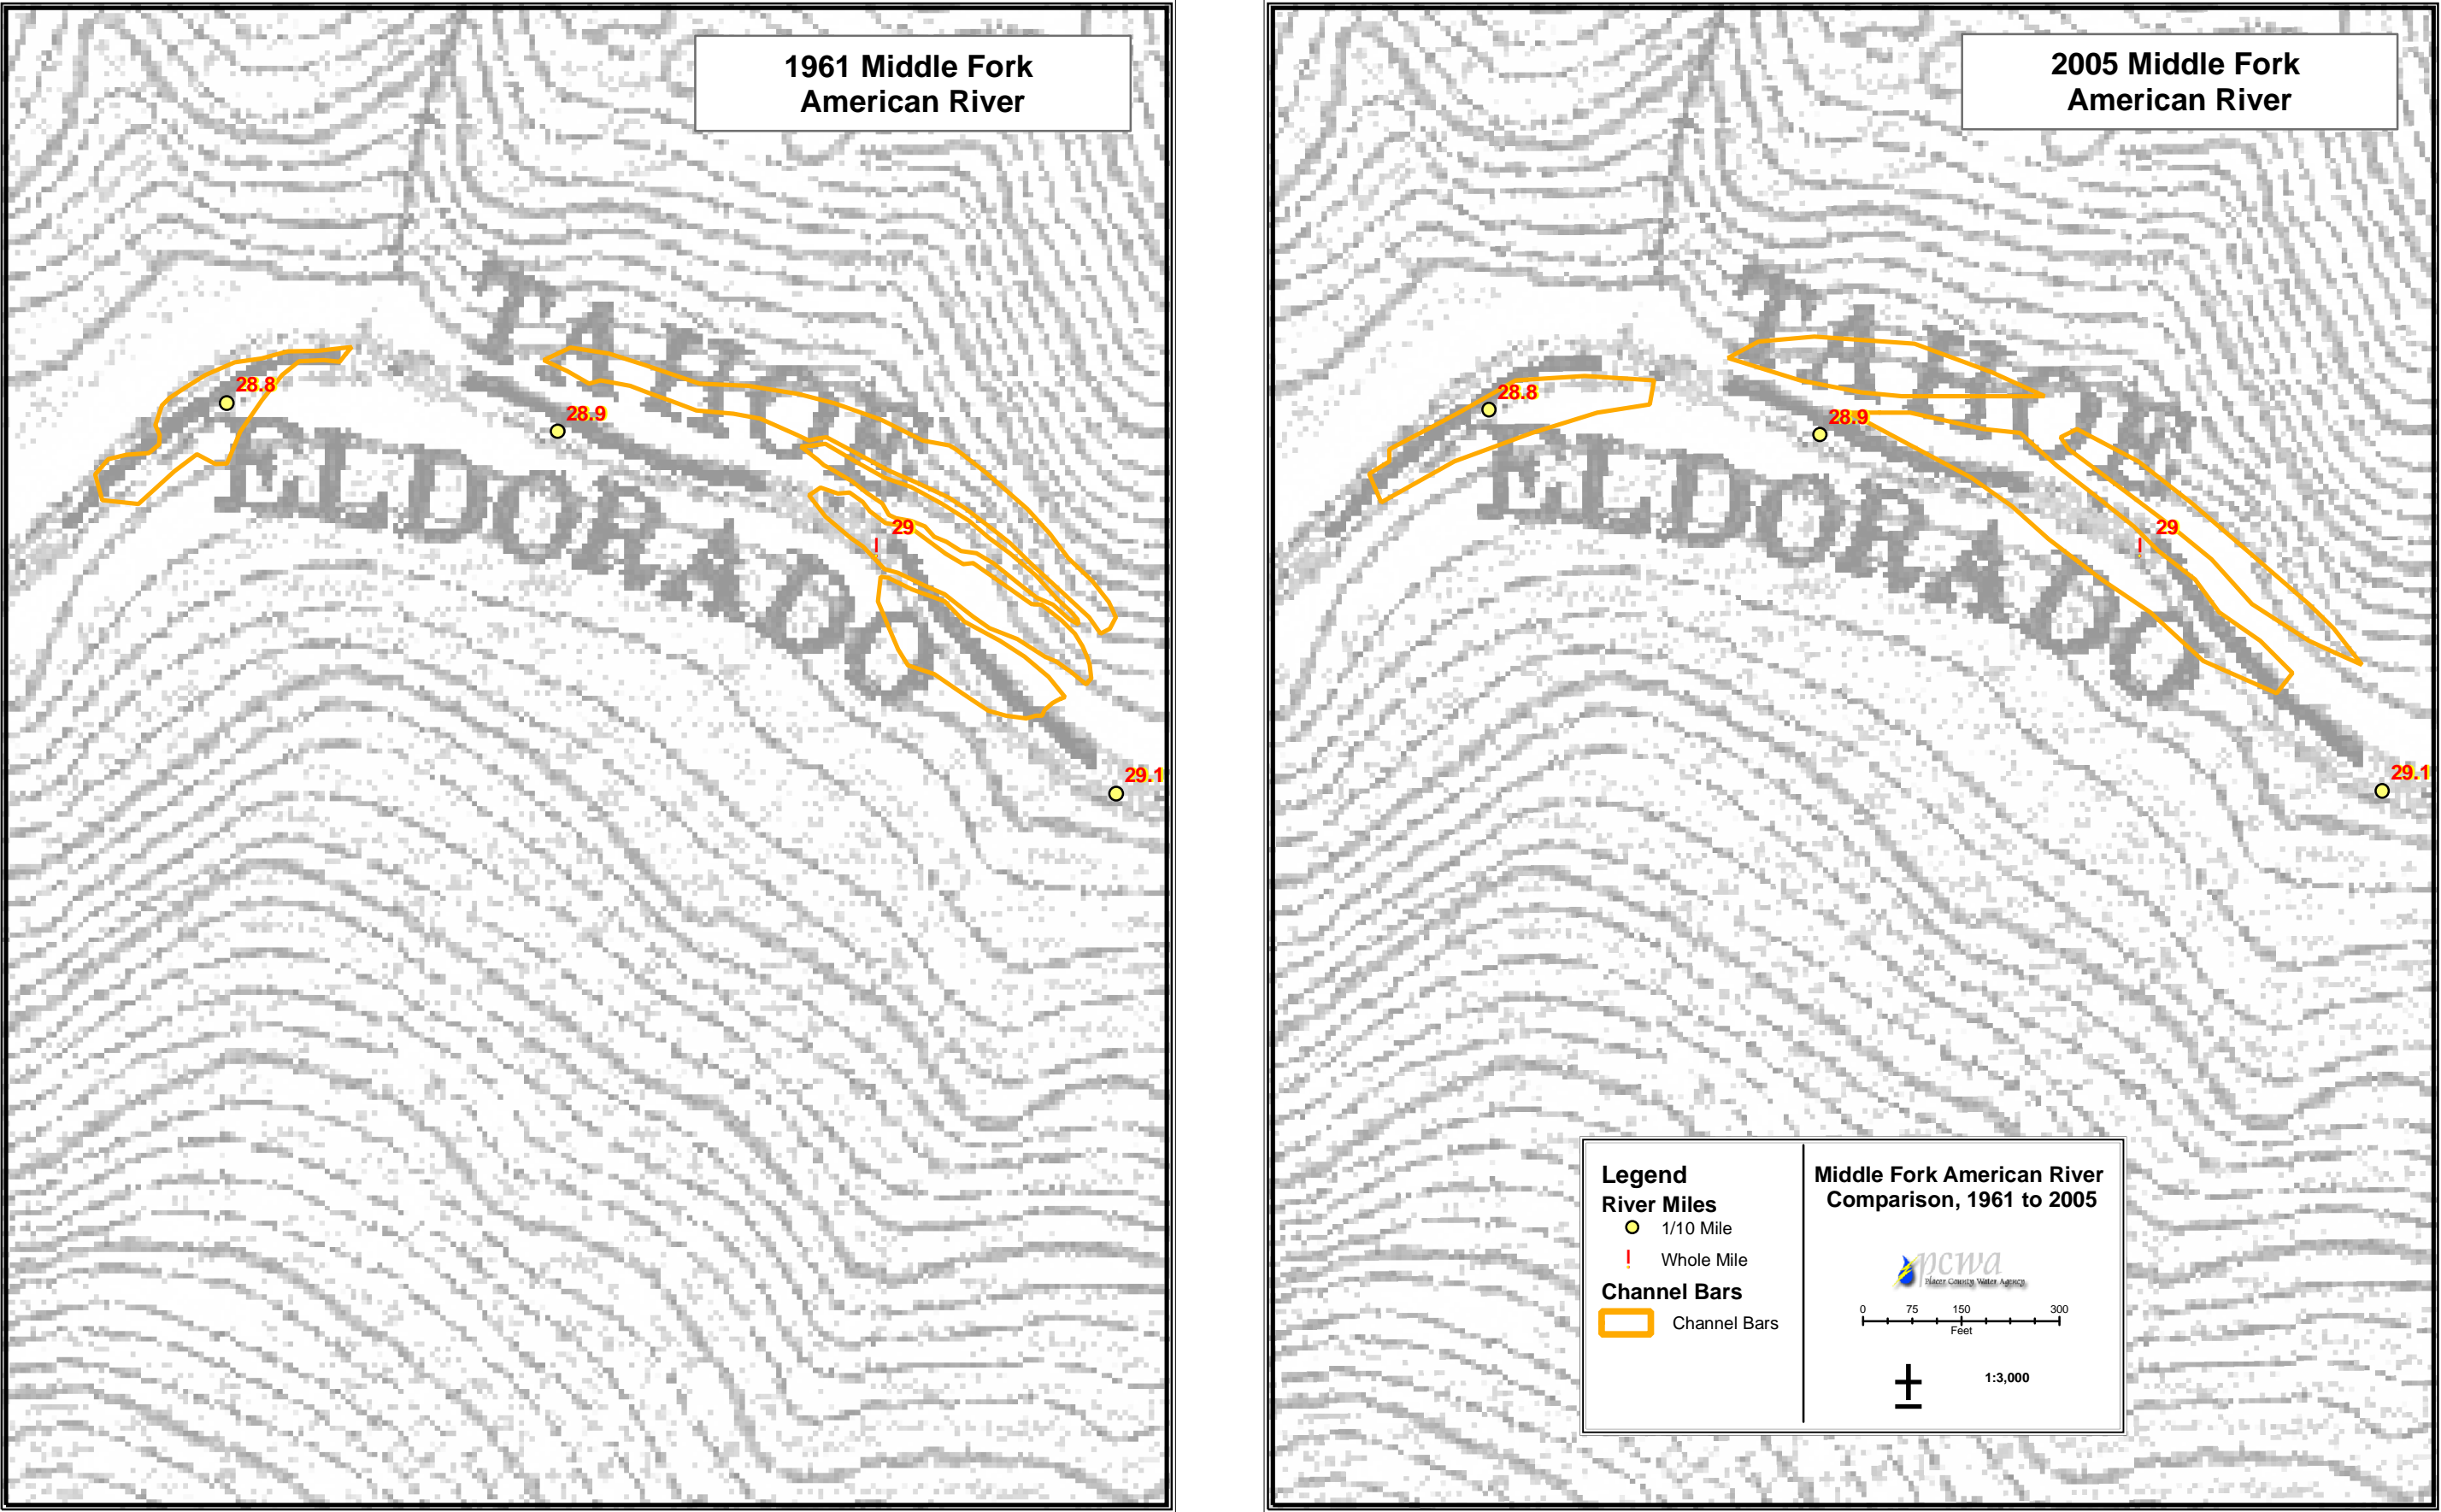 1961 Middle Fork
American River
28.8
28.9
29
29.1
TAHOE
EL DORADO
2005 Middle Fork
American River
28.8
28.9
29
29.1
TAHOE
ELDORADO
Legend
River Miles
1/10 Mile
Whole Mile
Channel Bars
Channel Bars
Middle Fork American River
Comparison, 1961 to 2005
pcwa
Placer County Water Agency
0 75 150 300
Feet
1:3,000